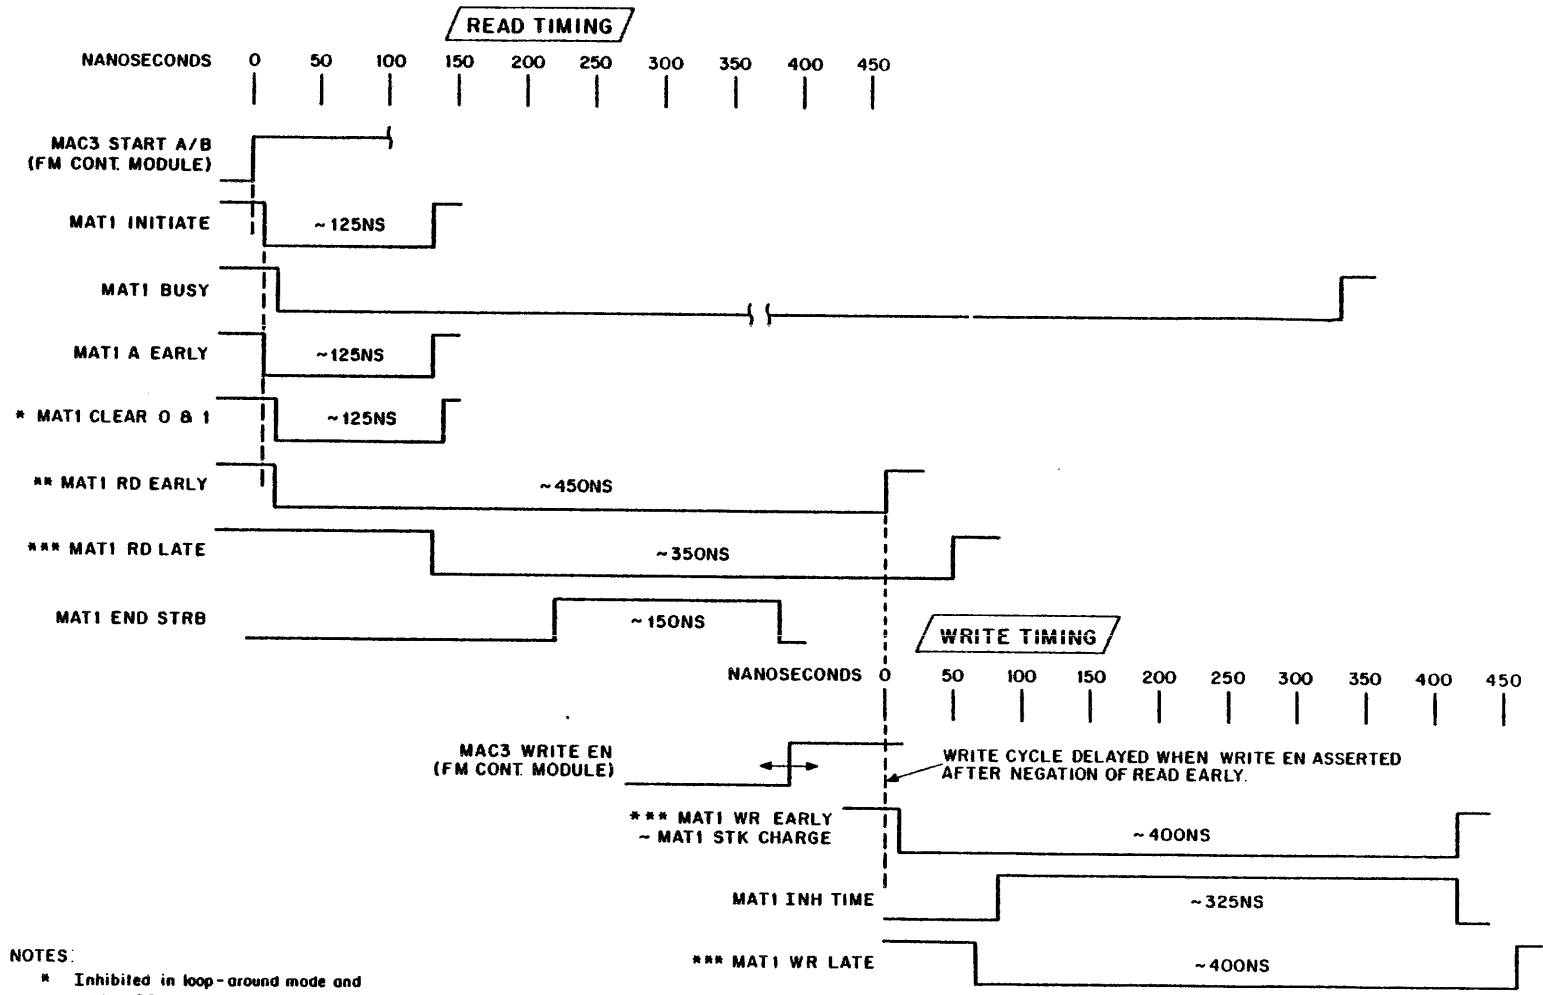 READ TIMING
NANOSECONDS 0 50 100 150 200 250 300 350 400 450
MAC3 START A/B
(FM CONT. MODULE)
MAT1 INITIATE ~125NS
MAT1 BUSY
MAT1 A EARLY ~125NS
* MAT1 CLEAR 0 & 1 ~125NS
** MAT1 RD EARLY ~450NS
*** MAT1 RD LATE ~350NS
MAT1 END STRB ~150NS
WRITE TIMING
NANOSECONDS 0 50 100 150 200 250 300 350 400 450
MAC3 WRITE EN
(FM CONT. MODULE)
WRITE CYCLE DELAYED WHEN WRITE EN ASSERTED
AFTER NEGATION OF READ EARLY.
*** MAT1 WR EARLY
~ MAT1 STK CHARGE
~400NS
MAT1 INH TIME ~325NS
*** MAT1 WR LATE ~400NS
NOTES:
* Inhibited in loop-around mode and